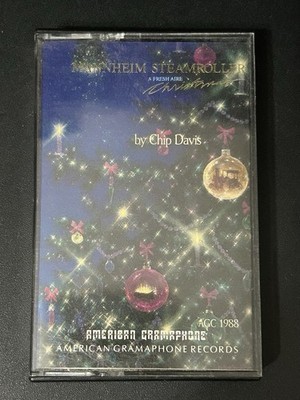 MANNHEIM STEAMROLLER
A FRESH AIRE
Christmas
by Chip Davis
AGC 1988
AMERICAN GRAMAPHONE
AMERICAN GRAMAPHONE RECORDS